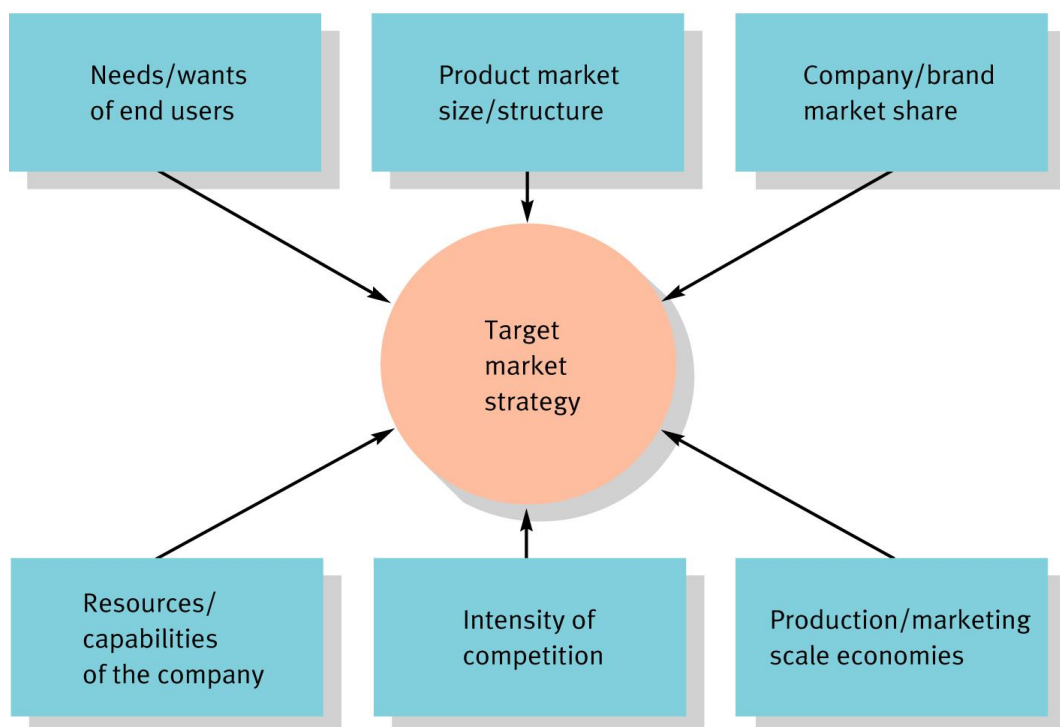 Needs/wants
of end users
Product market
size/structure
Company/brand
market share
Target
market
strategy
Resources/
capabilities
of the company
Intensity of
competition
Production/marketing
scale economies